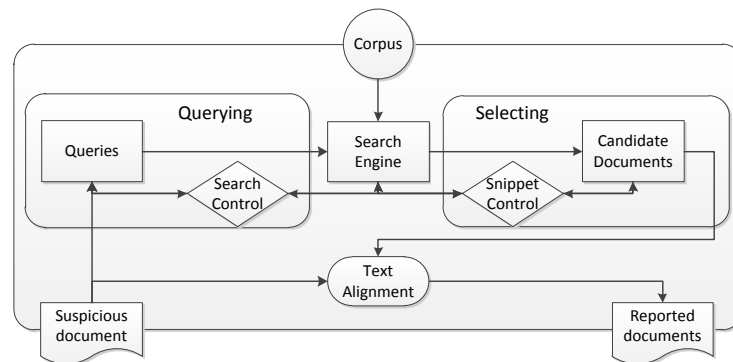 Corpus
Querying
Selecting
Queries
Search
Engine
Candidate
Documents
Search
Control
Snippet
Control
Text
Alignment
Suspicious
document
Reported
documents